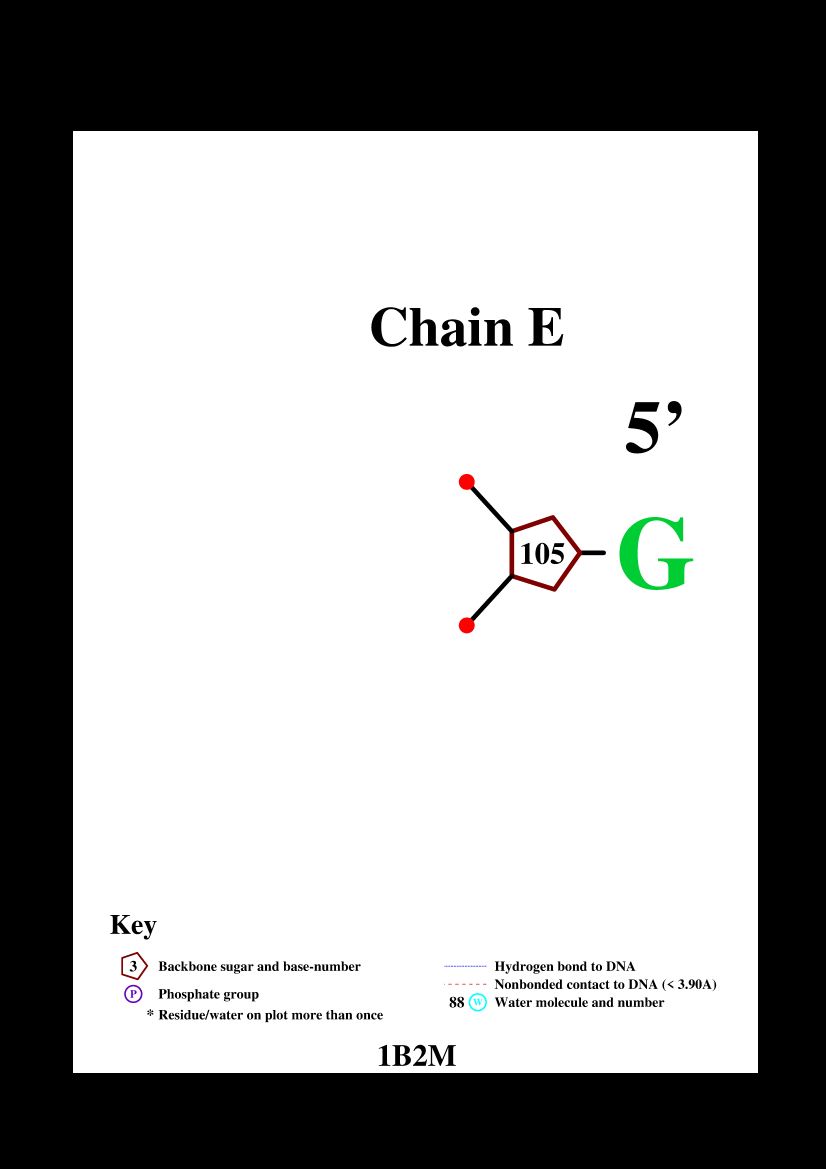 Chain E
5’
105
G
Key
3 Backbone sugar and base-number
P Phosphate group
* Residue/water on plot more than once
Hydrogen bond to DNA
Nonbonded contact to DNA (< 3.90A)
88 W Water molecule and number
1B2M